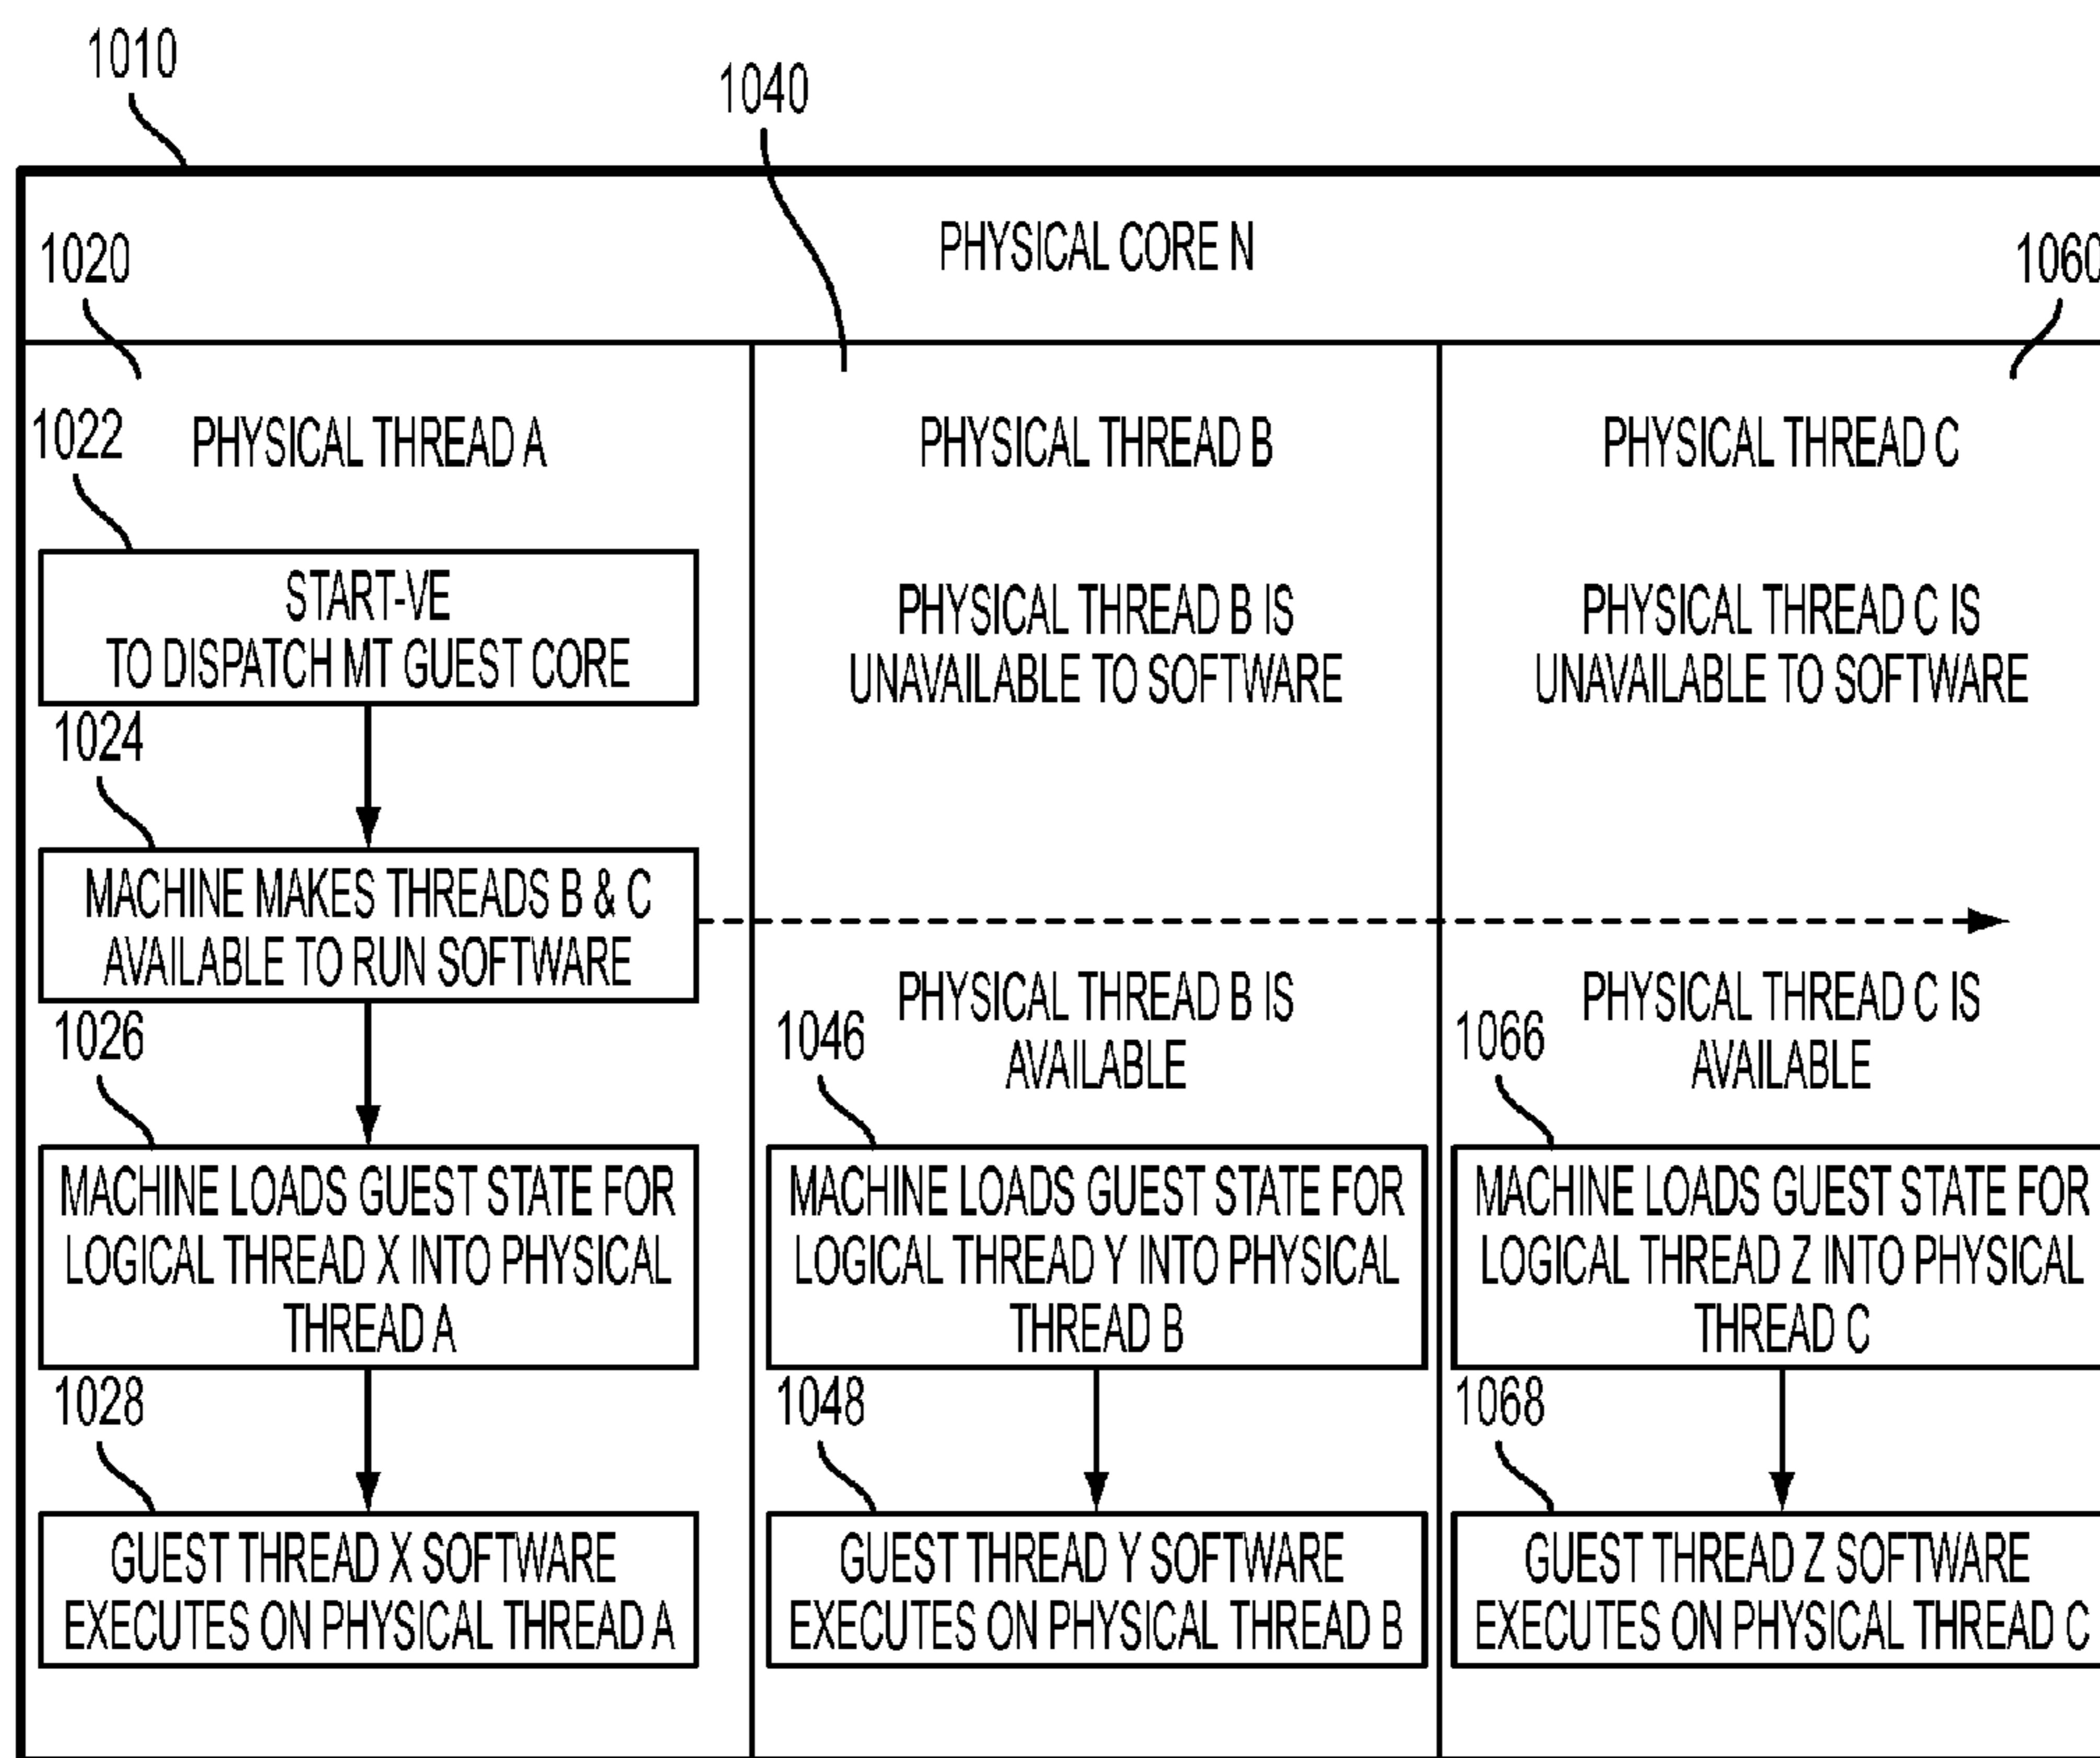 1010
1040
PHYSICAL CORE N
1020
1060
1022
PHYSICAL THREAD A
PHYSICAL THREAD B
PHYSICAL THREAD C
START-VE
TO DISPATCH MT GUEST CORE
PHYSICAL THREAD B IS
UNAVAILABLE TO SOFTWARE
PHYSICAL THREAD C IS
UNAVAILABLE TO SOFTWARE
1024
MACHINE MAKES THREADS B & C
AVAILABLE TO RUN SOFTWARE
PHYSICAL THREAD B IS
AVAILABLE
PHYSICAL THREAD C IS
AVAILABLE
1026
1046
1066
MACHINE LOADS GUEST STATE FOR
LOGICAL THREAD X INTO PHYSICAL
THREAD A
MACHINE LOADS GUEST STATE FOR
LOGICAL THREAD Y INTO PHYSICAL
THREAD B
MACHINE LOADS GUEST STATE FOR
LOGICAL THREAD Z INTO PHYSICAL
THREAD C
1028
1048
1068
GUEST THREAD X SOFTWARE
EXECUTES ON PHYSICAL THREAD A
GUEST THREAD Y SOFTWARE
EXECUTES ON PHYSICAL THREAD B
GUEST THREAD Z SOFTWARE
EXECUTES ON PHYSICAL THREAD C